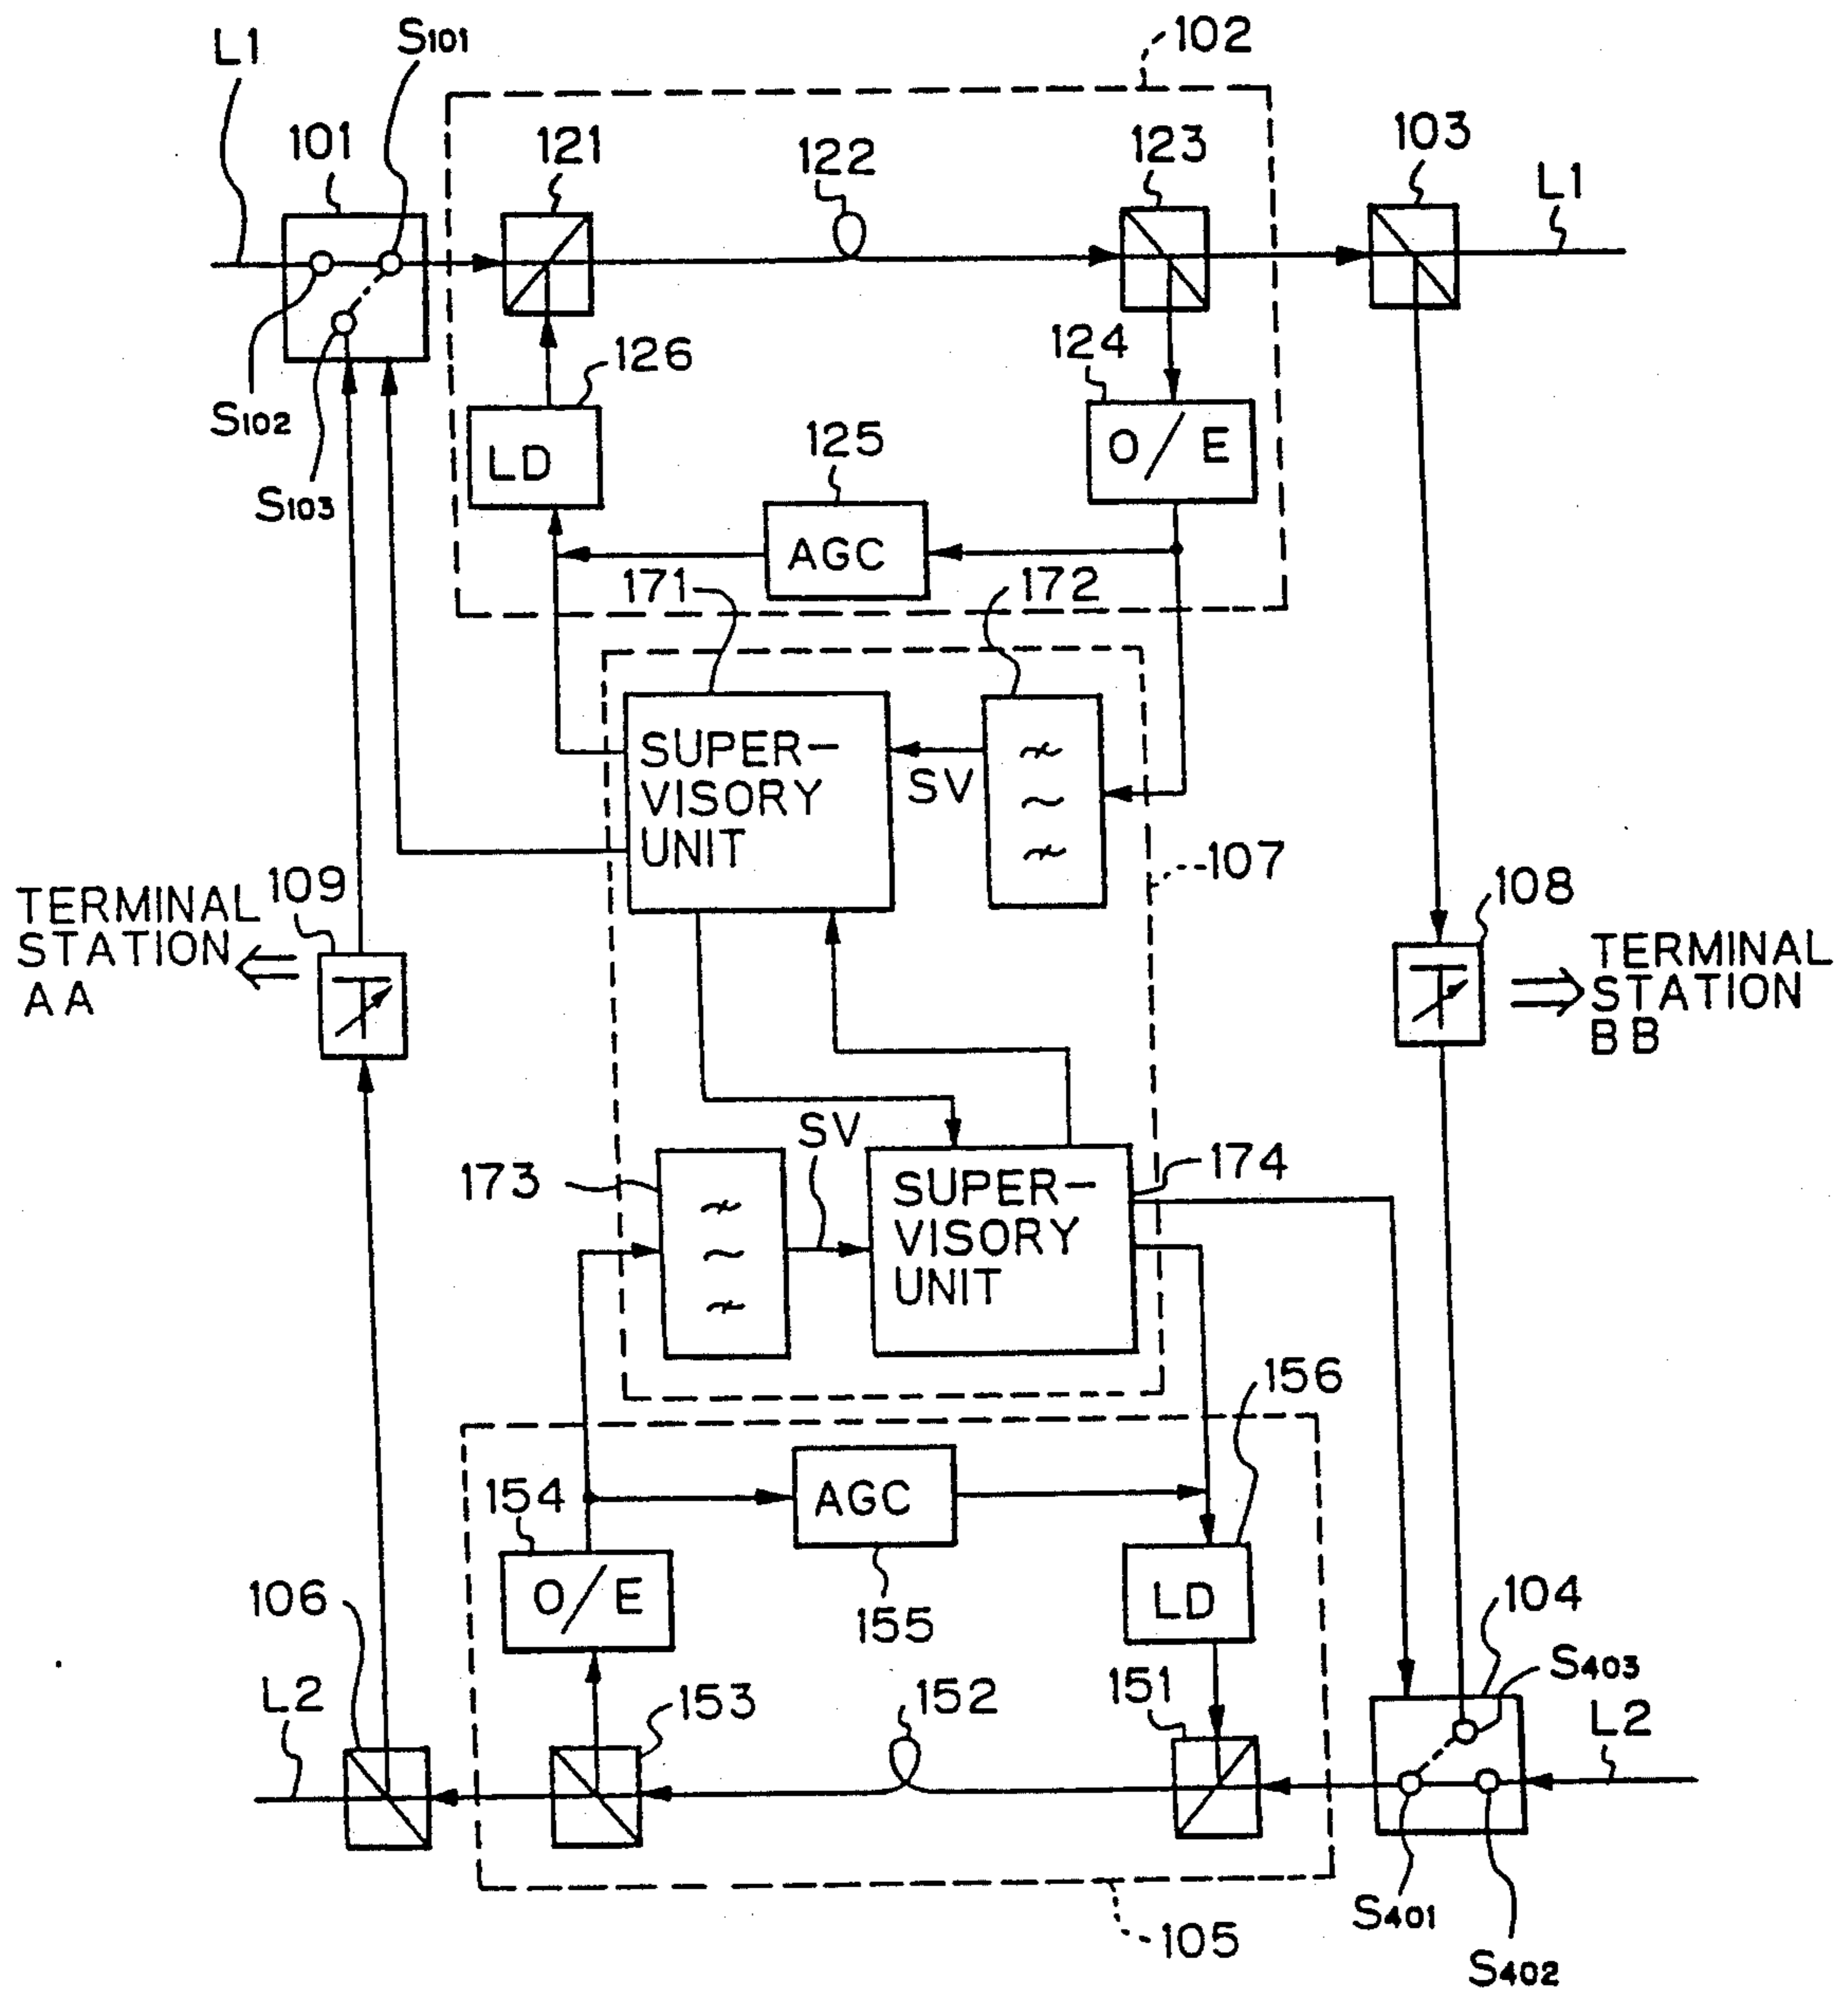 L1
S101
102
101
121
122
123
103
L1
S102
S103
126
LD
125
AGC
124
O/E
171
172
SUPER-
VISORY
UNIT
SV
107
TERMINAL
STATION
AA
109
108
TERMINAL
STATION
BB
SV
173
SUPER-
VISORY
UNIT
174
156
154
AGC
O/E
155
LD
106
104
S403
L2
153
152
151
L2
S401
S402
105